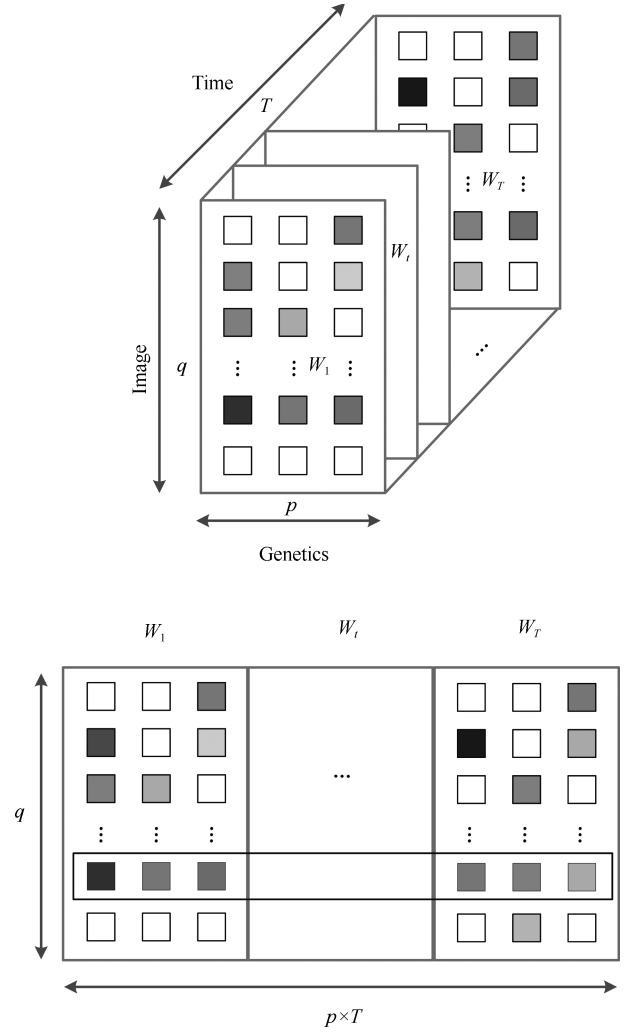 Time
T
W_T
W_t
Image
q
W_1
...
p
Genetics
W_1
W_t
W_T
q
...
p×T